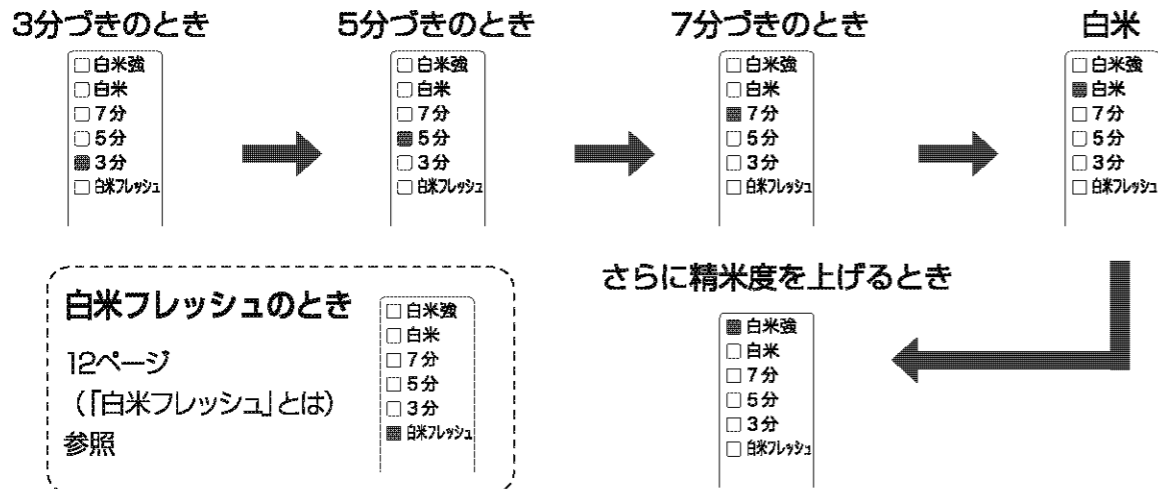 3分づきのとき
□白米強
□白米
□7分
□5分
■3分
□白米フレッシュ
5分づきのとき
□白米強
□白米
□7分
■5分
□3分
□白米フレッシュ
7分づきのとき
□白米強
□白米
■7分
□5分
□3分
□白米フレッシュ
白米
□白米強
■白米
□7分
□5分
□3分
□白米フレッシュ
さらに精米度を上げるとき
■白米強
□白米
□7分
□5分
□3分
□白米フレッシュ
白米フレッシュのとき
12ページ
(「白米フレッシュ」とは)
参照
□白米強
□白米
□7分
□5分
□3分
■白米フレッシュ